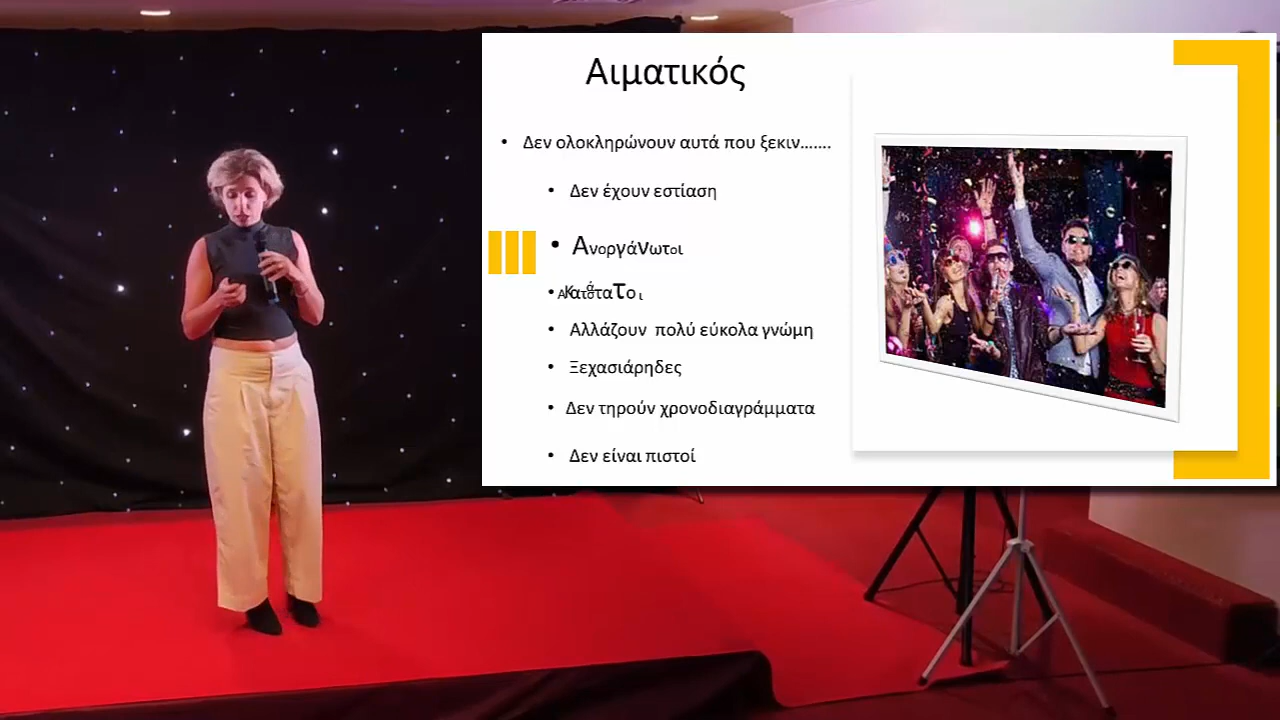 Αιματικός
• Δεν ολοκληρώνουν αυτά που ξεκιν…….
• Δεν έχουν εστίαση
• Ανοργάνωτοι
• Ακατάστατοι
• Αλλάζουν πολύ εύκολα γνώμη
• Ξεχασιάρηδες
• Δεν τηρούν χρονοδιαγράμματα
• Δεν είναι πιστοί